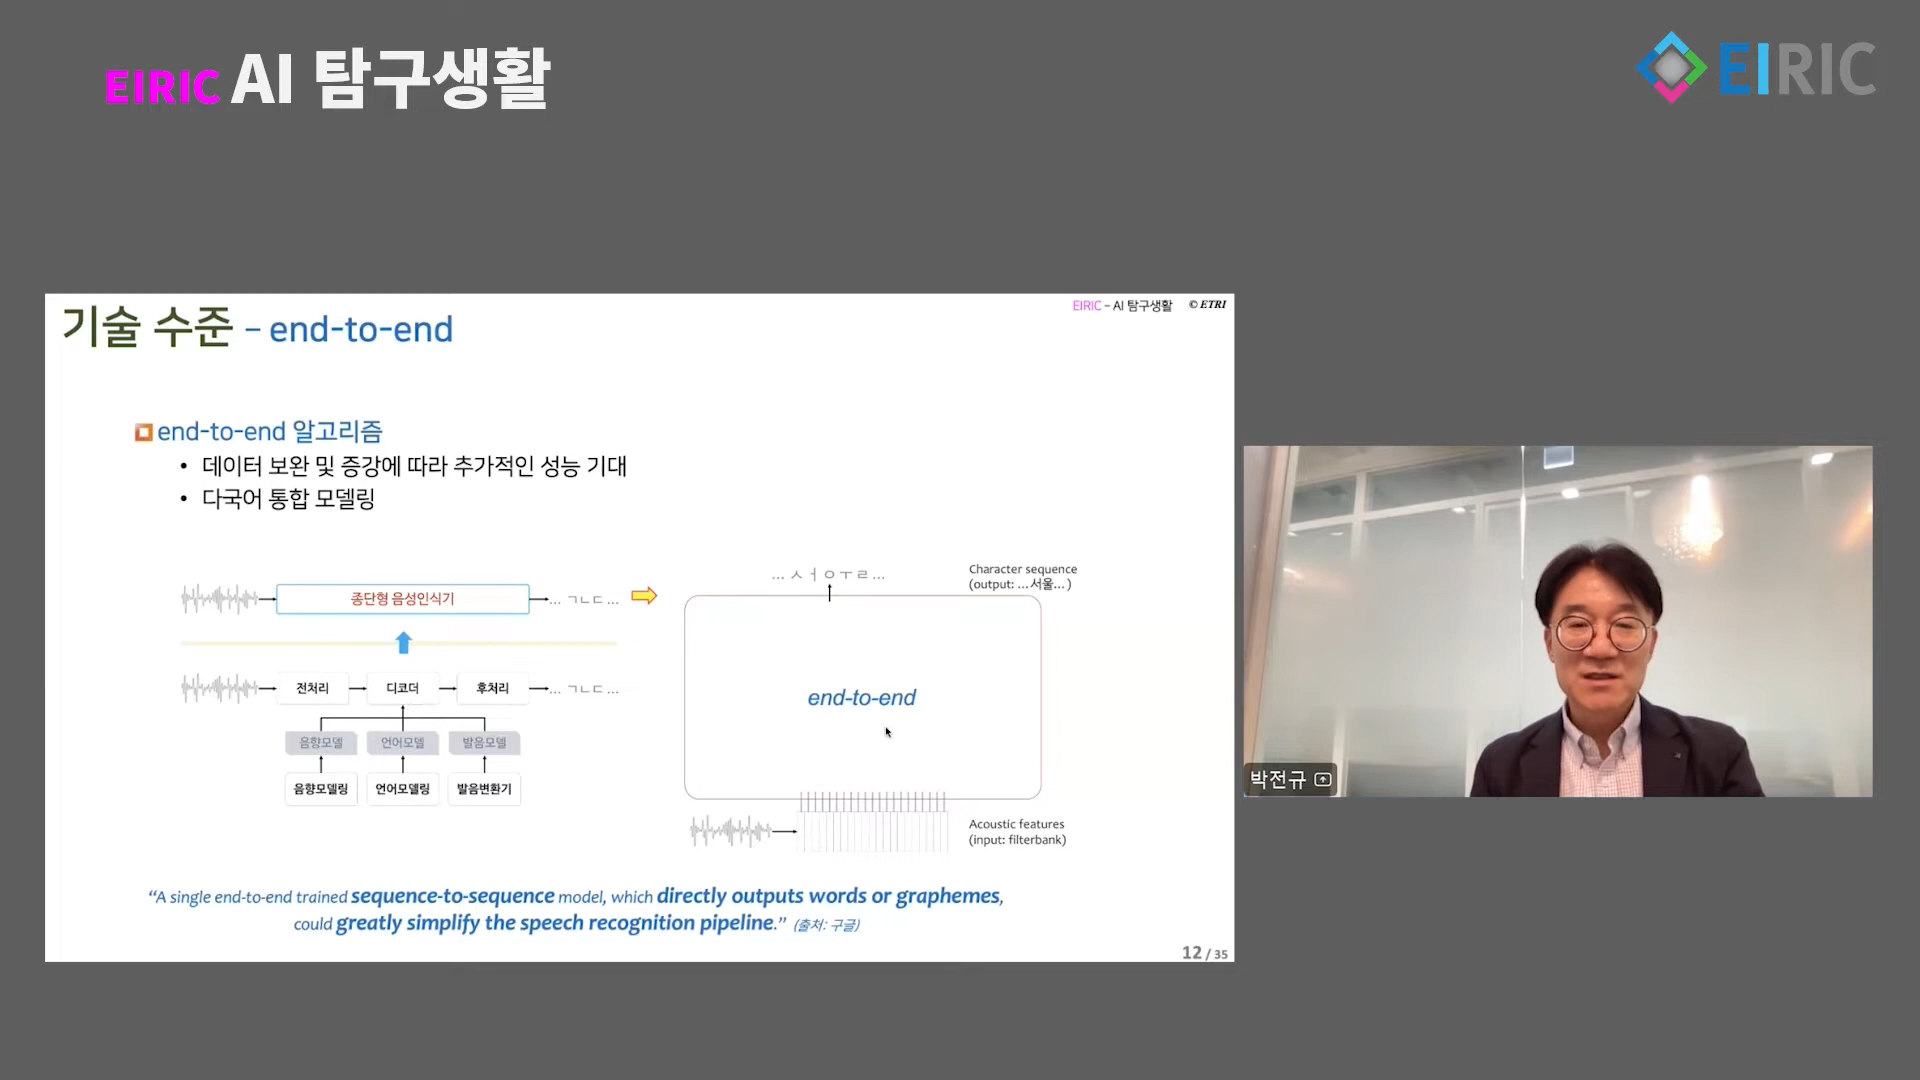 EIRIC AI 탐구생활
EIRIC
기술 수준 – end-to-end
EIRIC – AI 탐구생활 © ETRI
end-to-end 알고리즘
• 데이터 보완 및 증강에 따라 추가적인 성능 기대
• 다국어 통합 모델링
종단형 음성인식기
... ㄱㄴㄷ ...
전처리
디코더
후처리
... ㄱㄴㄷ ...
음향모델
언어모델
발음모델
음향모델링
언어모델링
발음변환기
... ㅅㅓㅇㅜㄹ ...
Character sequence
(output: ...서울...)
end-to-end
Acoustic features
(input: filterbank)
“A single end-to-end trained sequence-to-sequence model, which directly outputs words or graphemes,
could greatly simplify the speech recognition pipeline.” (출처: 구글)
12 / 35
박전규